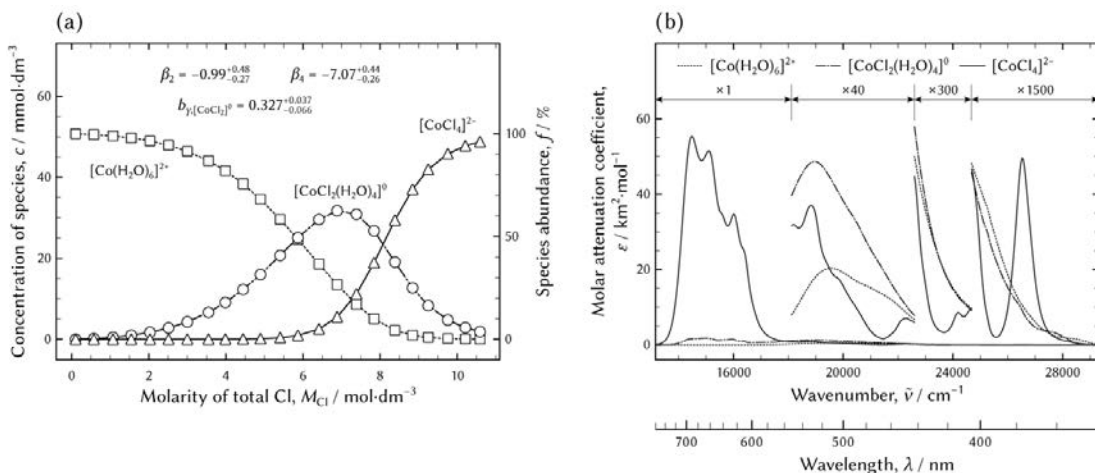 (a)
β2 = −0.99 +0.48 −0.27 β4 = −7.07 +0.44 −0.26
bγ,[CoCl2]0 = 0.327 +0.037 −0.066
[CoCl4]2−
[Co(H2O)6]2+
[CoCl2(H2O)4]0
Concentration of species, c / mmol·dm−3
60
40
20
0
Species abundance, f / %
100
50
0
0 2 4 6 8 10
Molarity of total Cl, MCl / mol·dm−3
(b)
[Co(H2O)6]2+ [CoCl2(H2O)4]0 [CoCl4]2−
×1 ×40 ×300 ×1500
Molar attenuation coefficient,
ε / km2·mol−1
60
40
20
0
16000 20000 24000 28000
Wavenumber, ν̃ / cm−1
700 600 500 400
Wavelength, λ / nm